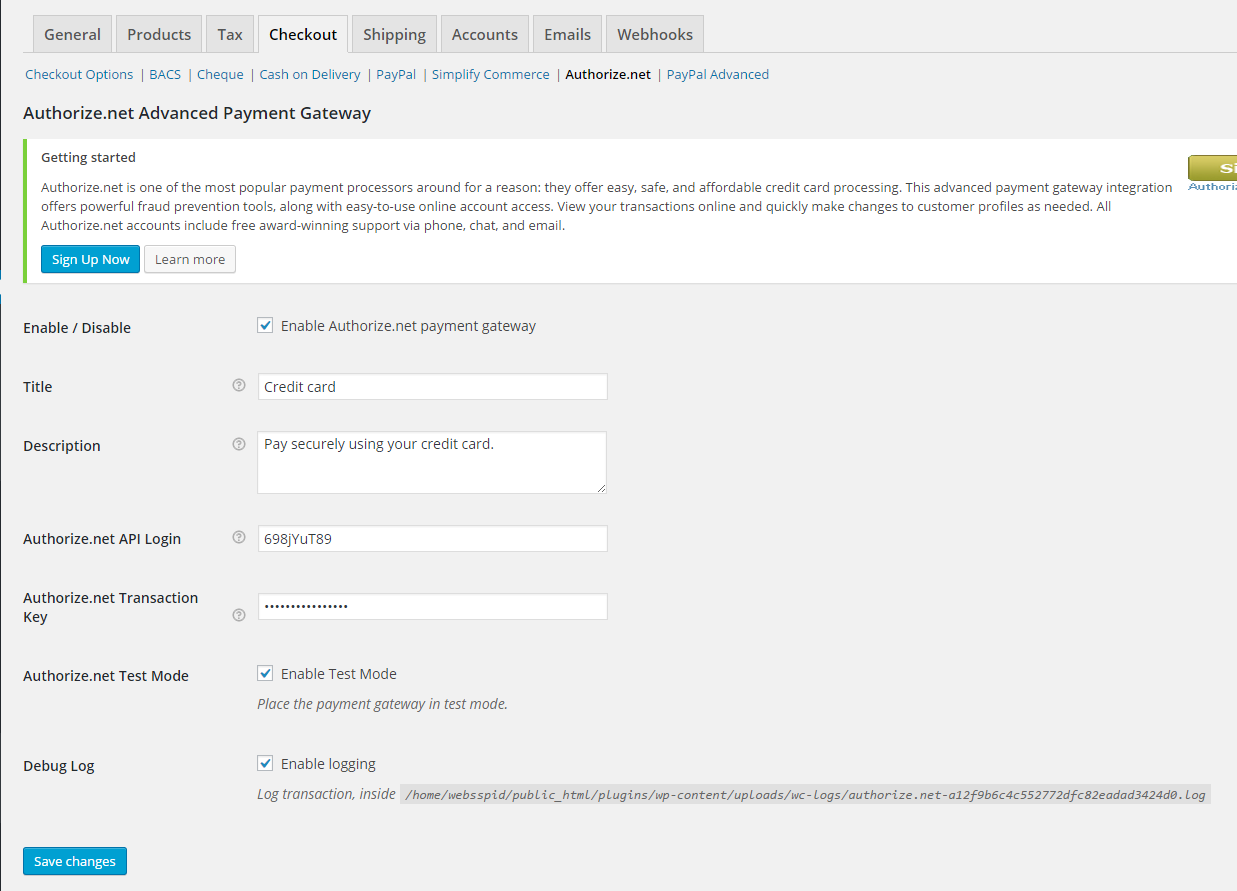 General Products Tax Checkout Shipping Accounts Emails Webhooks
Checkout Options | BACS | Cheque | Cash on Delivery | PayPal | Simplify Commerce | Authorize.net | PayPal Advanced
Authorize.net Advanced Payment Gateway
Getting started
Authorize.net is one of the most popular payment processors around for a reason: they offer easy, safe, and affordable credit card processing. This advanced payment gateway integration
offers powerful fraud prevention tools, along with easy-to-use online account access. View your transactions online and quickly make changes to customer profiles as needed. All
Authorize.net accounts include free award-winning support via phone, chat, and email.
Sign Up Now Learn more
Enable / Disable Enable Authorize.net payment gateway
Title ? Credit card
Description ? Pay securely using your credit card.
Authorize.net API Login ? 698jYuT89
Authorize.net Transaction
Key ? ••••••••••••••••
Authorize.net Test Mode Enable Test Mode
Place the payment gateway in test mode.
Debug Log Enable logging
Log transaction, inside /home/websspid/public_html/plugins/wp-content/uploads/wc-logs/authorize.net-a12f9b6c4c552772dfc82eadad3424d0.log
Save changes